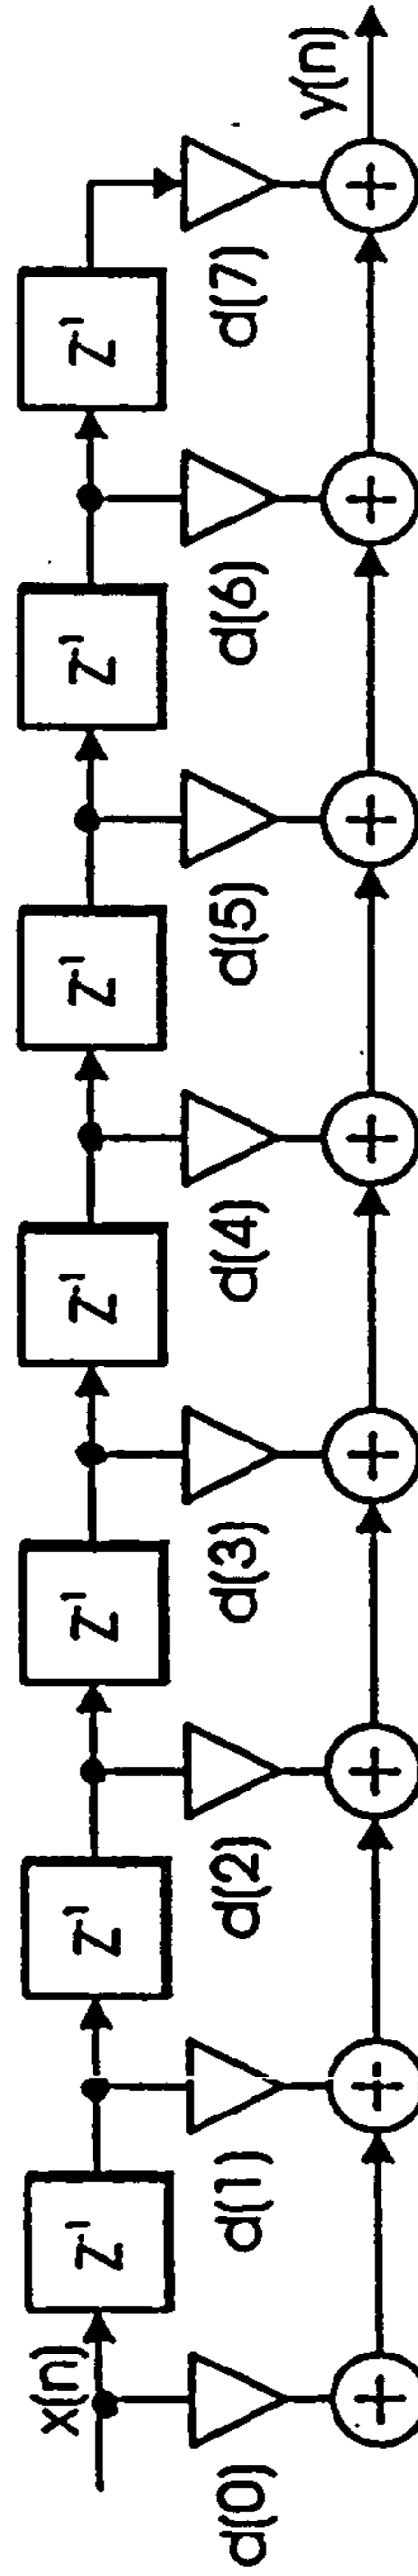 x(n)
Z⁻¹ Z⁻¹ Z⁻¹ Z⁻¹ Z⁻¹ Z⁻¹ Z⁻¹
d(0) d(1) d(2) d(3) d(4) d(5) d(6) d(7)
y(n)
+ + + + + + + +